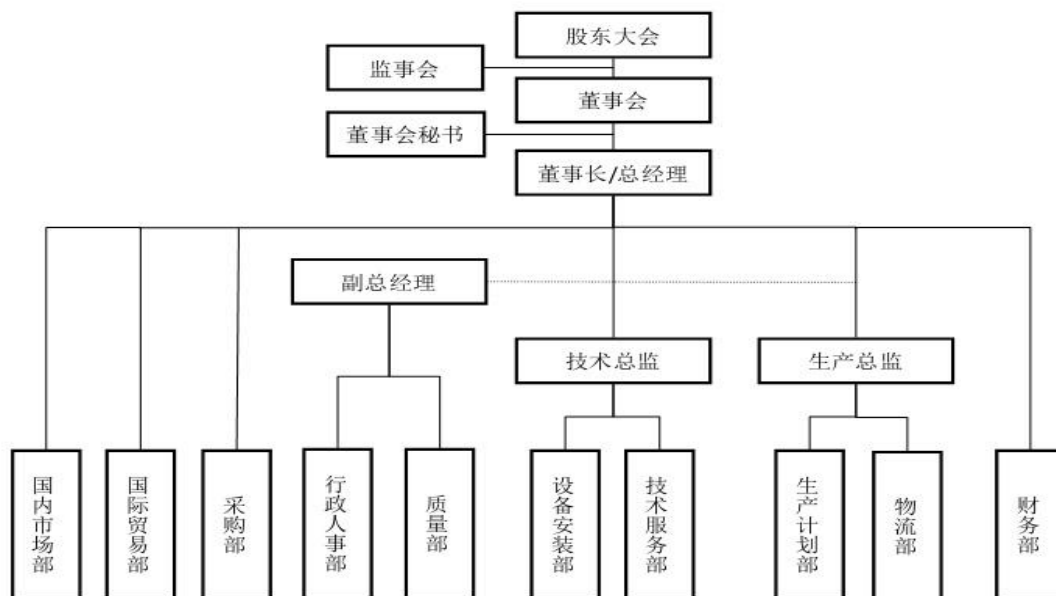 股东大会
监事会
董事会
董事会秘书
董事长/总经理
副总经理
技术总监
生产总监
国内市场部
国际贸易部
采购部
行政人事部
质量部
设备安装部
技术服务部
生产计划部
物流部
财务部